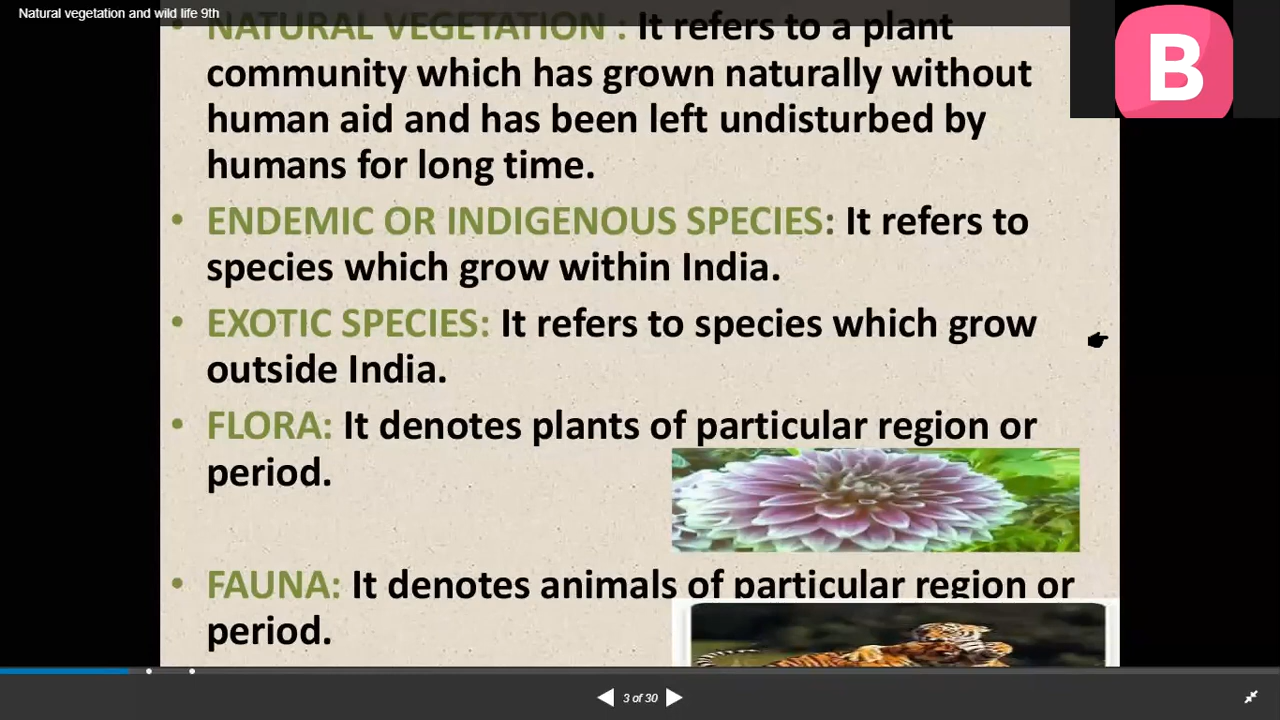 Natural vegetation and wild life 9th
• NATURAL VEGETATION : It refers to a plant
community which has grown naturally without
human aid and has been left undisturbed by
humans for long time.
• ENDEMIC OR INDIGENOUS SPECIES: It refers to
species which grow within India.
• EXOTIC SPECIES: It refers to species which grow
outside India.
• FLORA: It denotes plants of particular region or
period.
• FAUNA: It denotes animals of particular region or
period.
B
3 of 30